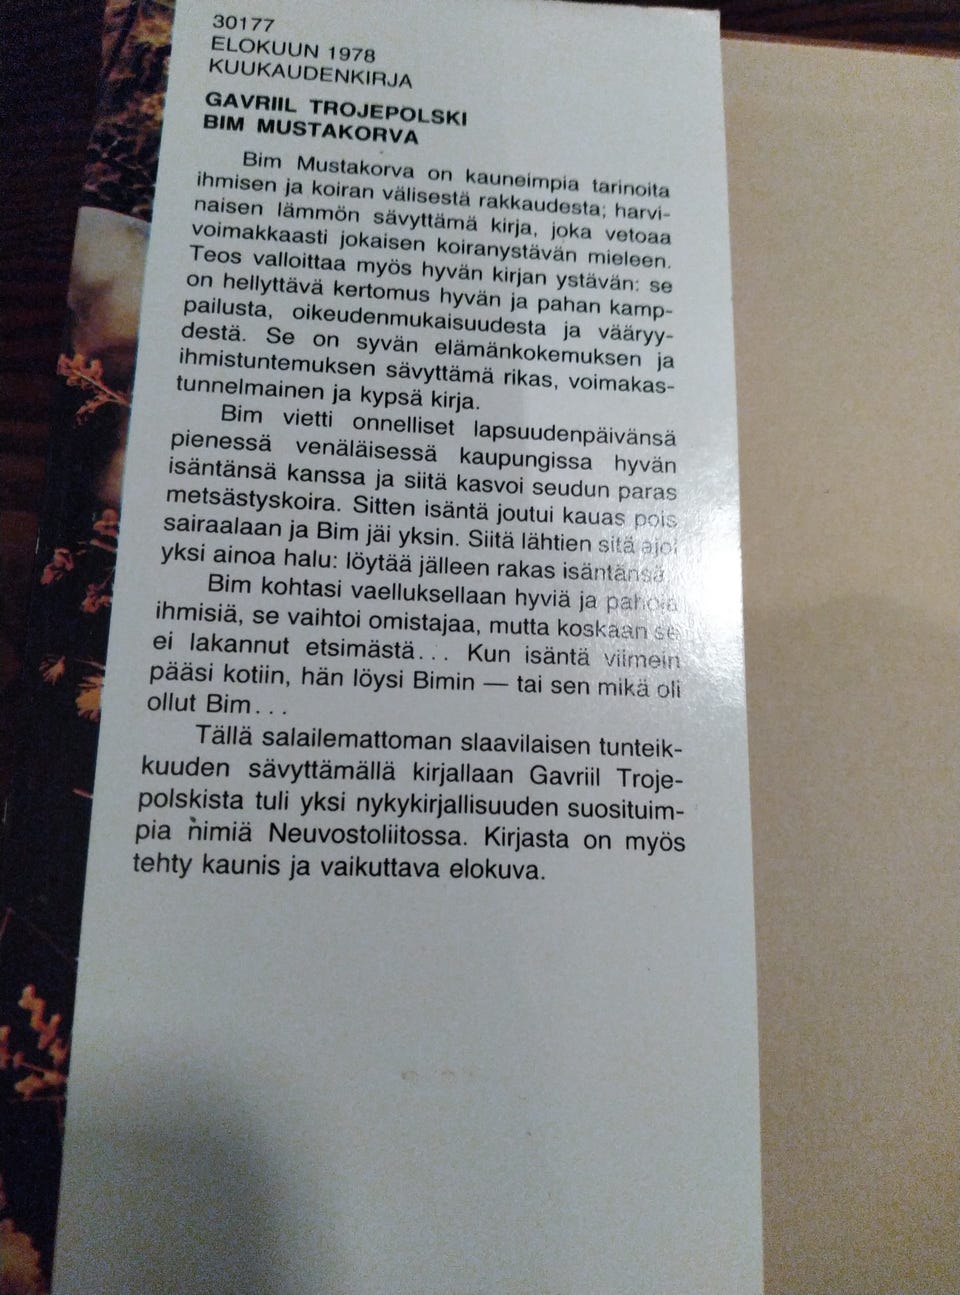 30177
ELOKUUN 1978
KUUKAUDENKIRJA
GAVRIIL TROJEPOLSKI
BIM MUSTAKORVA
Bim Mustakorva on kauneimpia tarinoita
ihmisen ja koiran välisestä rakkaudesta; harvi-
naisen lämmön sävyttämä kirja, joka vetoaa
voimakkaasti jokaisen koiranystävän mieleen.
Teos valloittaa myös hyvän kirjan ystävän: se
on hellyttävä kertomus hyvän ja pahan kamp-
pailusta, oikeudenmukaisuudesta ja vääryy-
destä. Se on syvän elämänkokemuksen ja
ihmistuntemuksen sävyttämä rikas, voimakas-
tunnelmainen ja kypsä kirja.
Bim vietti onnelliset lapsuudenpäivänsä
pienessä venäläisessä kaupungissa hyvän
isäntänsä kanssa ja siitä kasvoi seudun paras
metsästyskoira. Sitten isäntä joutui kauas pois
sairaalaan ja Bim jäi yksin. Siitä lähtien sitä ajoi
yksi ainoa halu: löytää jälleen rakas isäntänsä.
Bim kohtasi vaelluksellaan hyviä ja pahoja
ihmisiä, se vaihtoi omistajaa, mutta koskaan se
ei lakannut etsimästä... Kun isäntä viimein
pääsi kotiin, hän löysi Bimin — tai sen mikä oli
ollut Bim...
Tällä salailemattoman slaavilaisen tunteik-
kuuden sävyttämällä kirjallaan Gavriil Troje-
polskista tuli yksi nykykirjallisuuden suosituim-
pia nimiä Neuvostoliitossa. Kirjasta on myös
tehty kaunis ja vaikuttava elokuva.